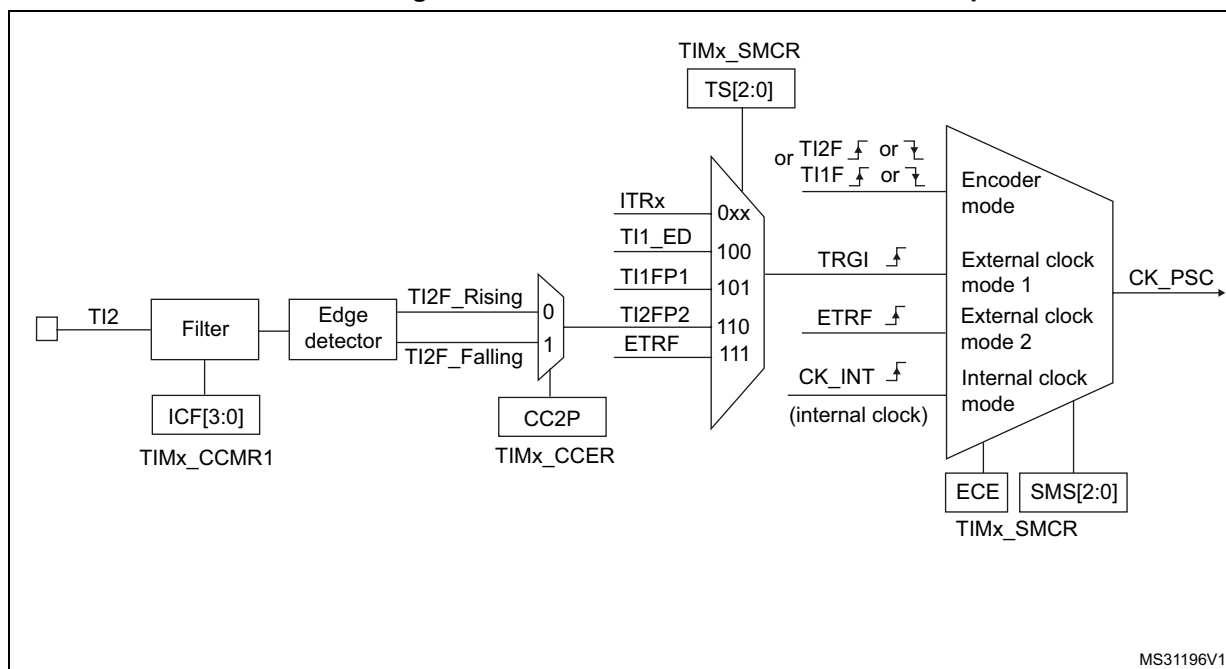 TIMx_SMCR
TS[2:0]
or TI2F or
TI1F or
Encoder
mode
ITRx
0xx
TI1_ED
100
TRGI
External clock
mode 1
CK_PSC
TI1FP1
101
TI2
Filter
Edge
detector
TI2F_Rising
TI2F_Falling
0
1
TI2FP2
110
ETRF
111
ETRF
External clock
mode 2
CK_INT
(internal clock)
Internal clock
mode
ICF[3:0]
TIMx_CCMR1
CC2P
TIMx_CCER
ECE
SMS[2:0]
TIMx_SMCR
MS31196V1